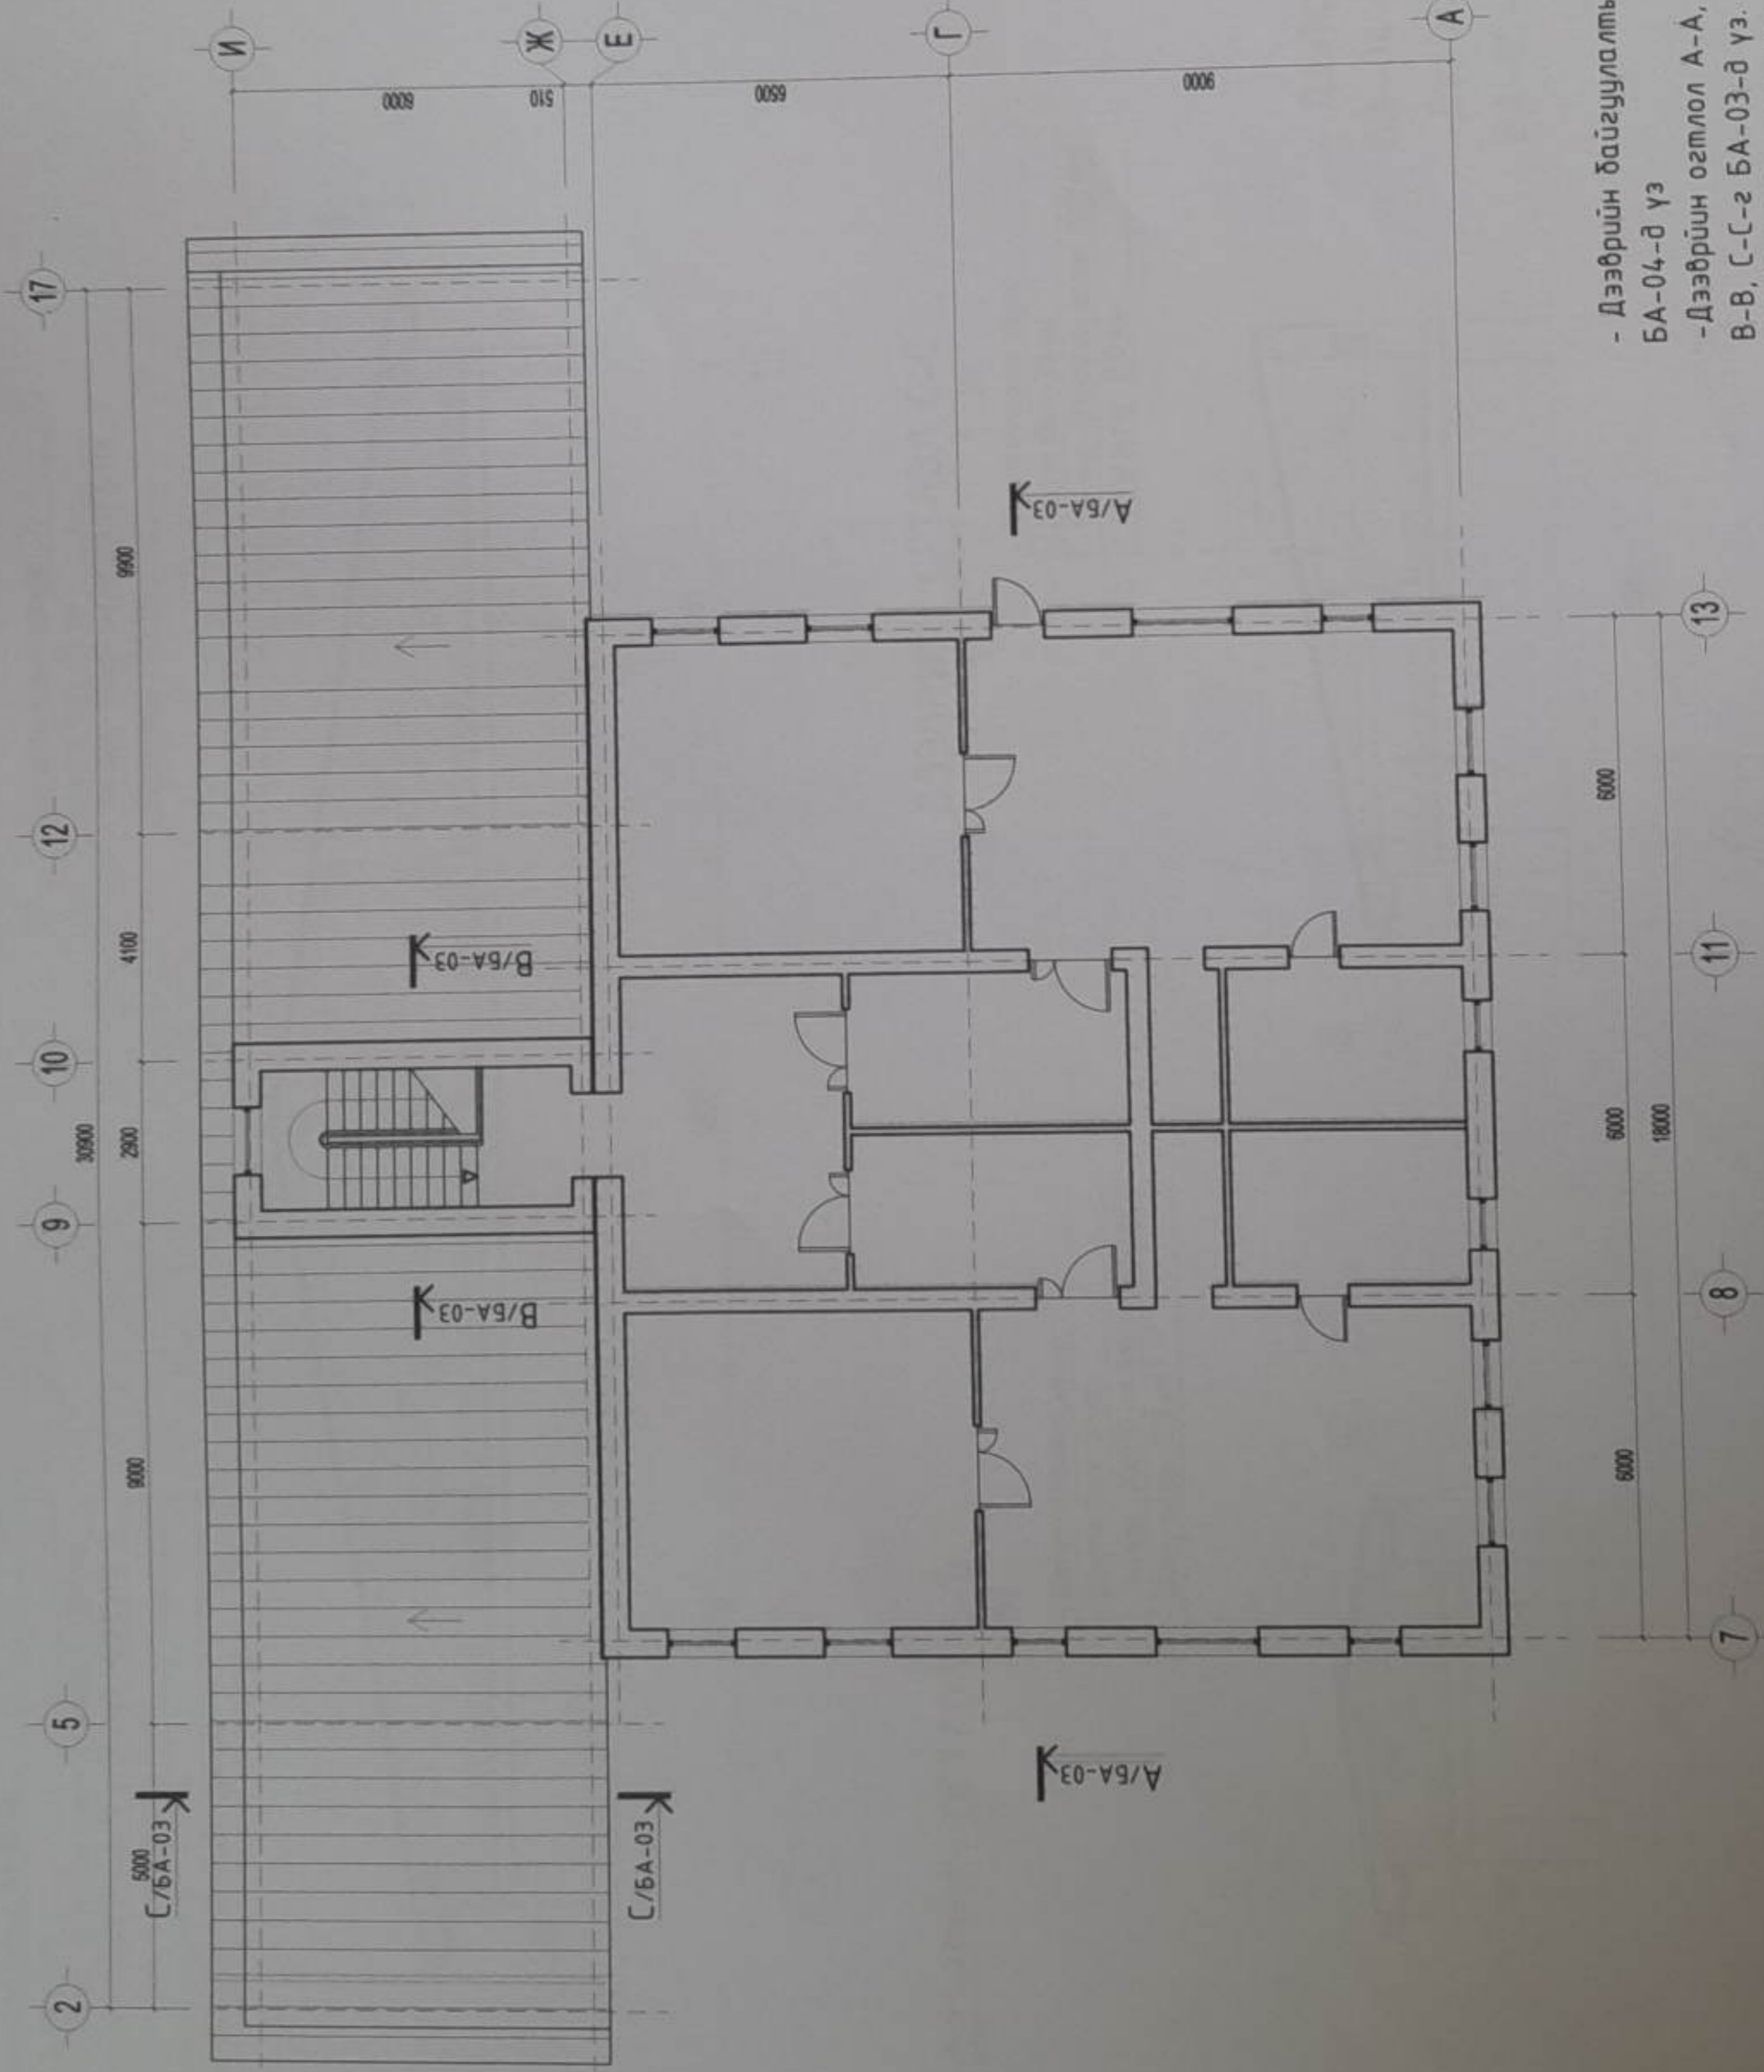 2
5
9
10
12
17
30900
5000
9000
2900
4100
9900
С/БА-03
С/БА-03
В/БА-03
В/БА-03
А/БА-03
А/БА-03
И
Ж
Е
Г
А
6000
510
6500
9000
6000
6000
6000
18000
7
8
11
13
- Дээврийн байгуулалты
БА-04-д үз
-Дээврийн огтлол А-А,
В-В, С-С-г БА-03-д үз.